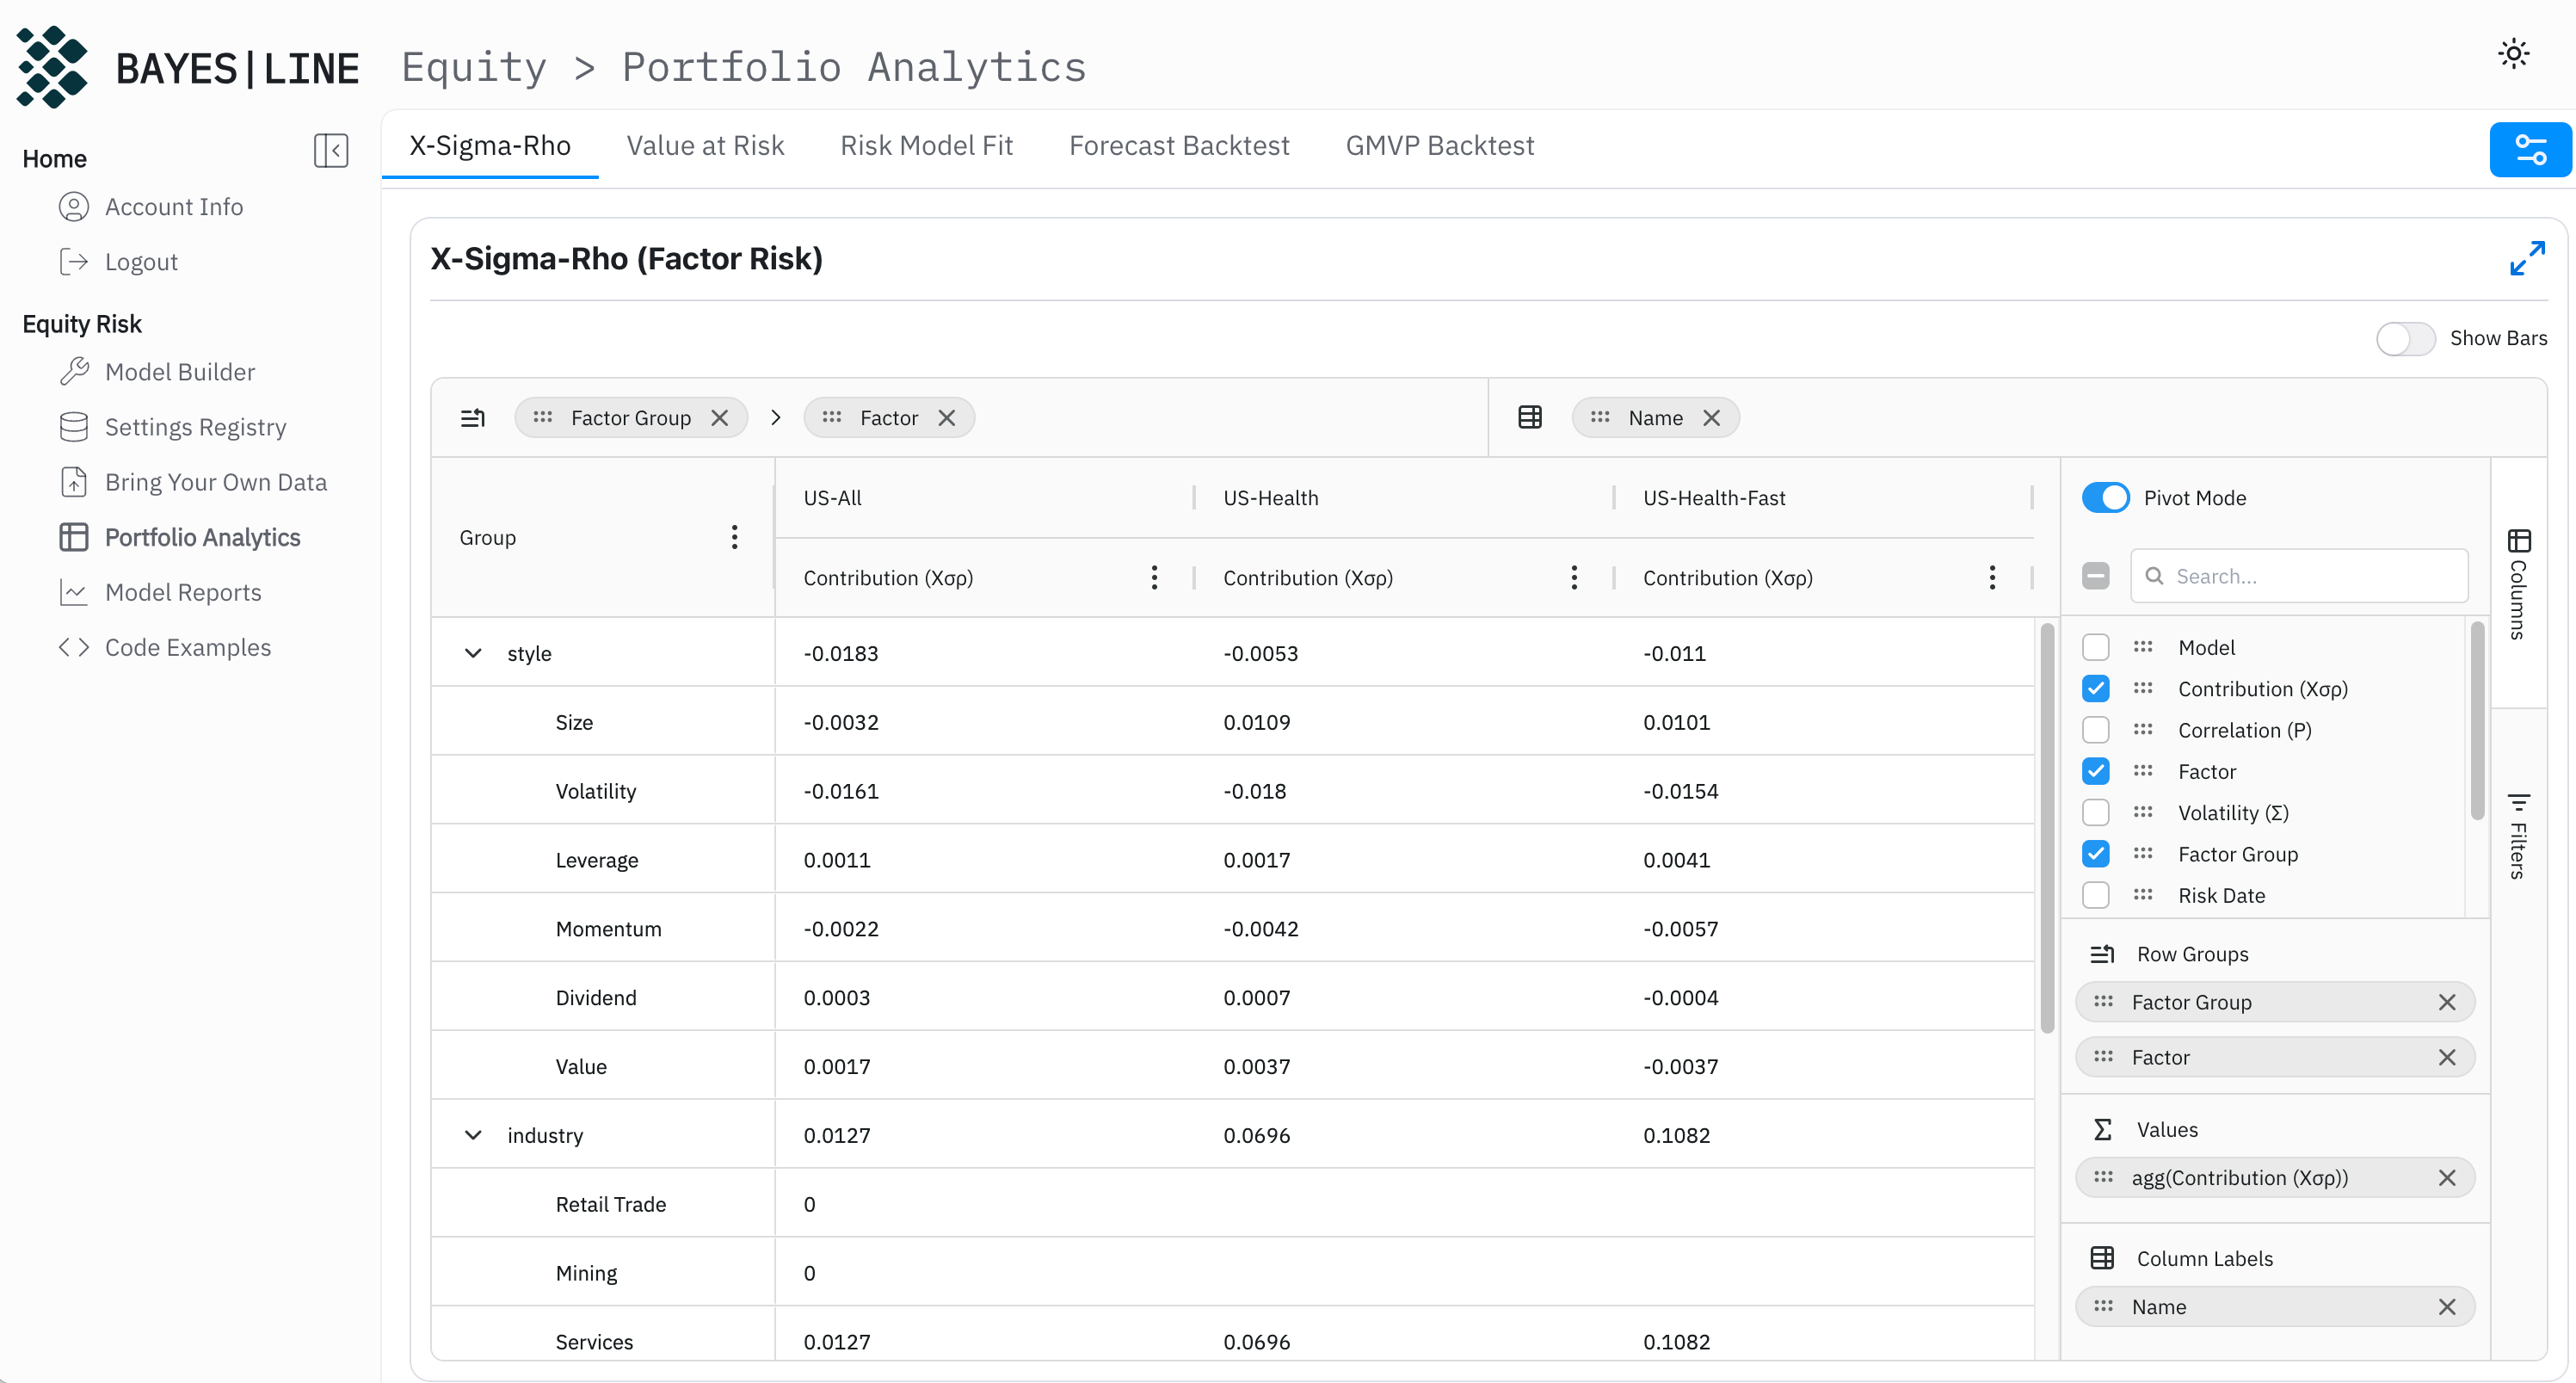 BAYES|LINE
Equity > Portfolio Analytics
Home
Account Info
Logout
Equity Risk
Model Builder
Settings Registry
Bring Your Own Data
Portfolio Analytics
Model Reports
Code Examples
X-Sigma-Rho Value at Risk Risk Model Fit Forecast Backtest GMVP Backtest
X-Sigma-Rho (Factor Risk)
Show Bars
Factor Group > Factor Name
Group US-All US-Health US-Health-Fast
Contribution (Xσρ) Contribution (Xσρ) Contribution (Xσρ)
style -0.0183 -0.0053 -0.011
Size -0.0032 0.0109 0.0101
Volatility -0.0161 -0.018 -0.0154
Leverage 0.0011 0.0017 0.0041
Momentum -0.0022 -0.0042 -0.0057
Dividend 0.0003 0.0007 -0.0004
Value 0.0017 0.0037 -0.0037
industry 0.0127 0.0696 0.1082
Retail Trade 0
Mining 0
Services 0.0127 0.0696 0.1082
Pivot Mode
Search...
Model
Contribution (Xσρ)
Correlation (Ρ)
Factor
Volatility (Σ)
Factor Group
Risk Date
Row Groups
Factor Group
Factor
Values
agg(Contribution (Xσρ))
Column Labels
Name
Columns
Filters